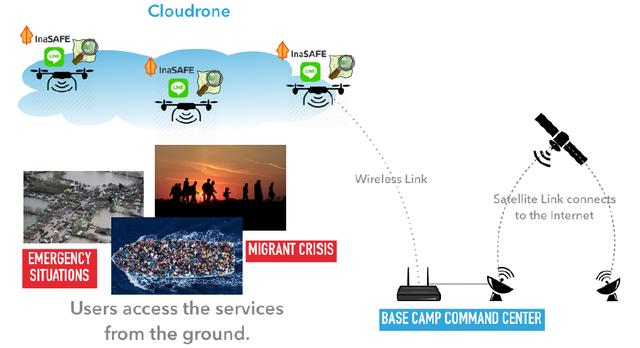 Cloudrone
InaSAFE
LINE
InaSAFE
LINE
InaSAFE
LINE
Wireless Link
Satellite Link connects
to the Internet
EMERGENCY
SITUATIONS
MIGRANT CRISIS
Users access the services
from the ground.
BASE CAMP COMMAND CENTER